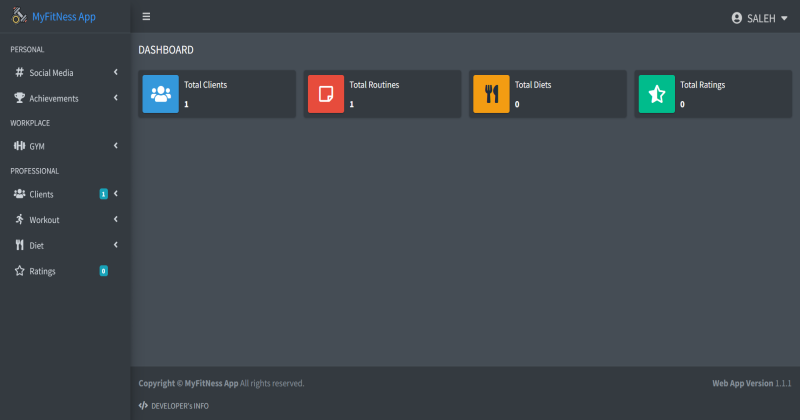 MyFitNess App
SALEH
PERSONAL
Social Media
Achievements
WORKPLACE
GYM
PROFESSIONAL
Clients 1
Workout
Diet
Ratings 0
DASHBOARD
Total Clients
1
Total Routines
1
Total Diets
0
Total Ratings
0
Copyright © MyFitNess App All rights reserved.
Web App Version 1.1.1
DEVELOPER's INFO